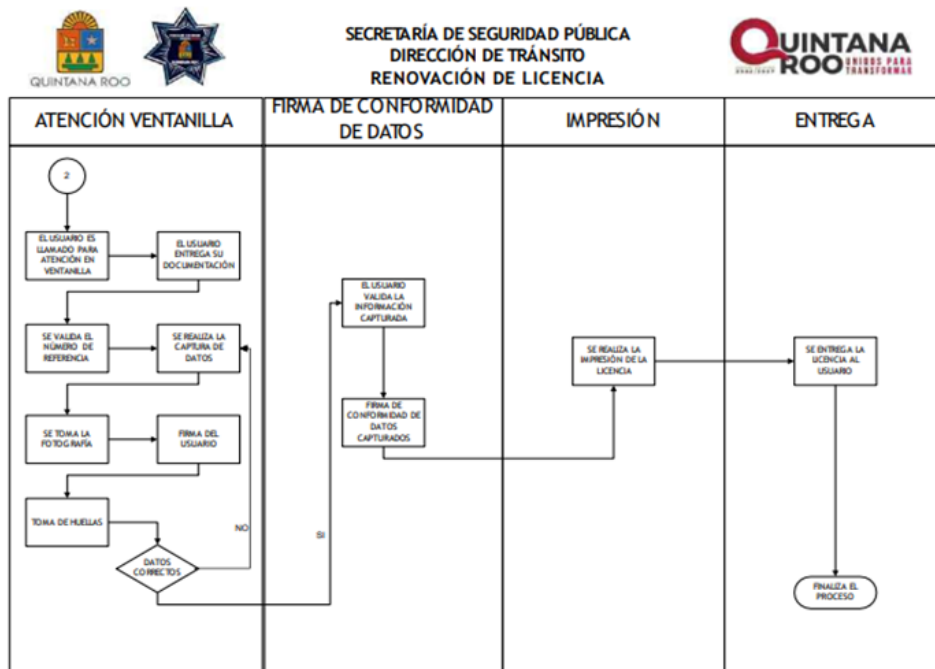 SECRETARÍA DE SEGURIDAD PÚBLICA
DIRECCIÓN DE TRÁNSITO
RENOVACIÓN DE LICENCIA
QUINTANA ROO
QUINTANA
ROO UNIDOS PARA
TRANSFORMAR
ATENCIÓN VENTANILLA
FIRMA DE CONFORMIDAD
DE DATOS
IMPRESIÓN
ENTREGA
2
EL USUARIO ES
LLAMADO PARA
ATENCIÓN EN
VENTANILLA
EL USUARIO
ENTREGA SU
DOCUMENTACIÓN
SE VALIDA EL
NÚMERO DE
REFERENCIA
SE REALIZA LA
CAPTURA DE
DATOS
SE TOMA LA
FOTOGRAFÍA
FIRMA DEL
USUARIO
TOMA DE HUELLAS
DATOS
CORRECTOS
NO
SI
EL USUARIO
VALIDA LA
INFORMACIÓN
CAPTURADA
FIRMA DE
CONFORMIDAD DE
DATOS
CAPTURADOS
SE REALIZA LA
IMPRESIÓN DE LA
LICENCIA
SE ENTREGA LA
LICENCIA AL
USUARIO
FINALIZA EL
PROCESO